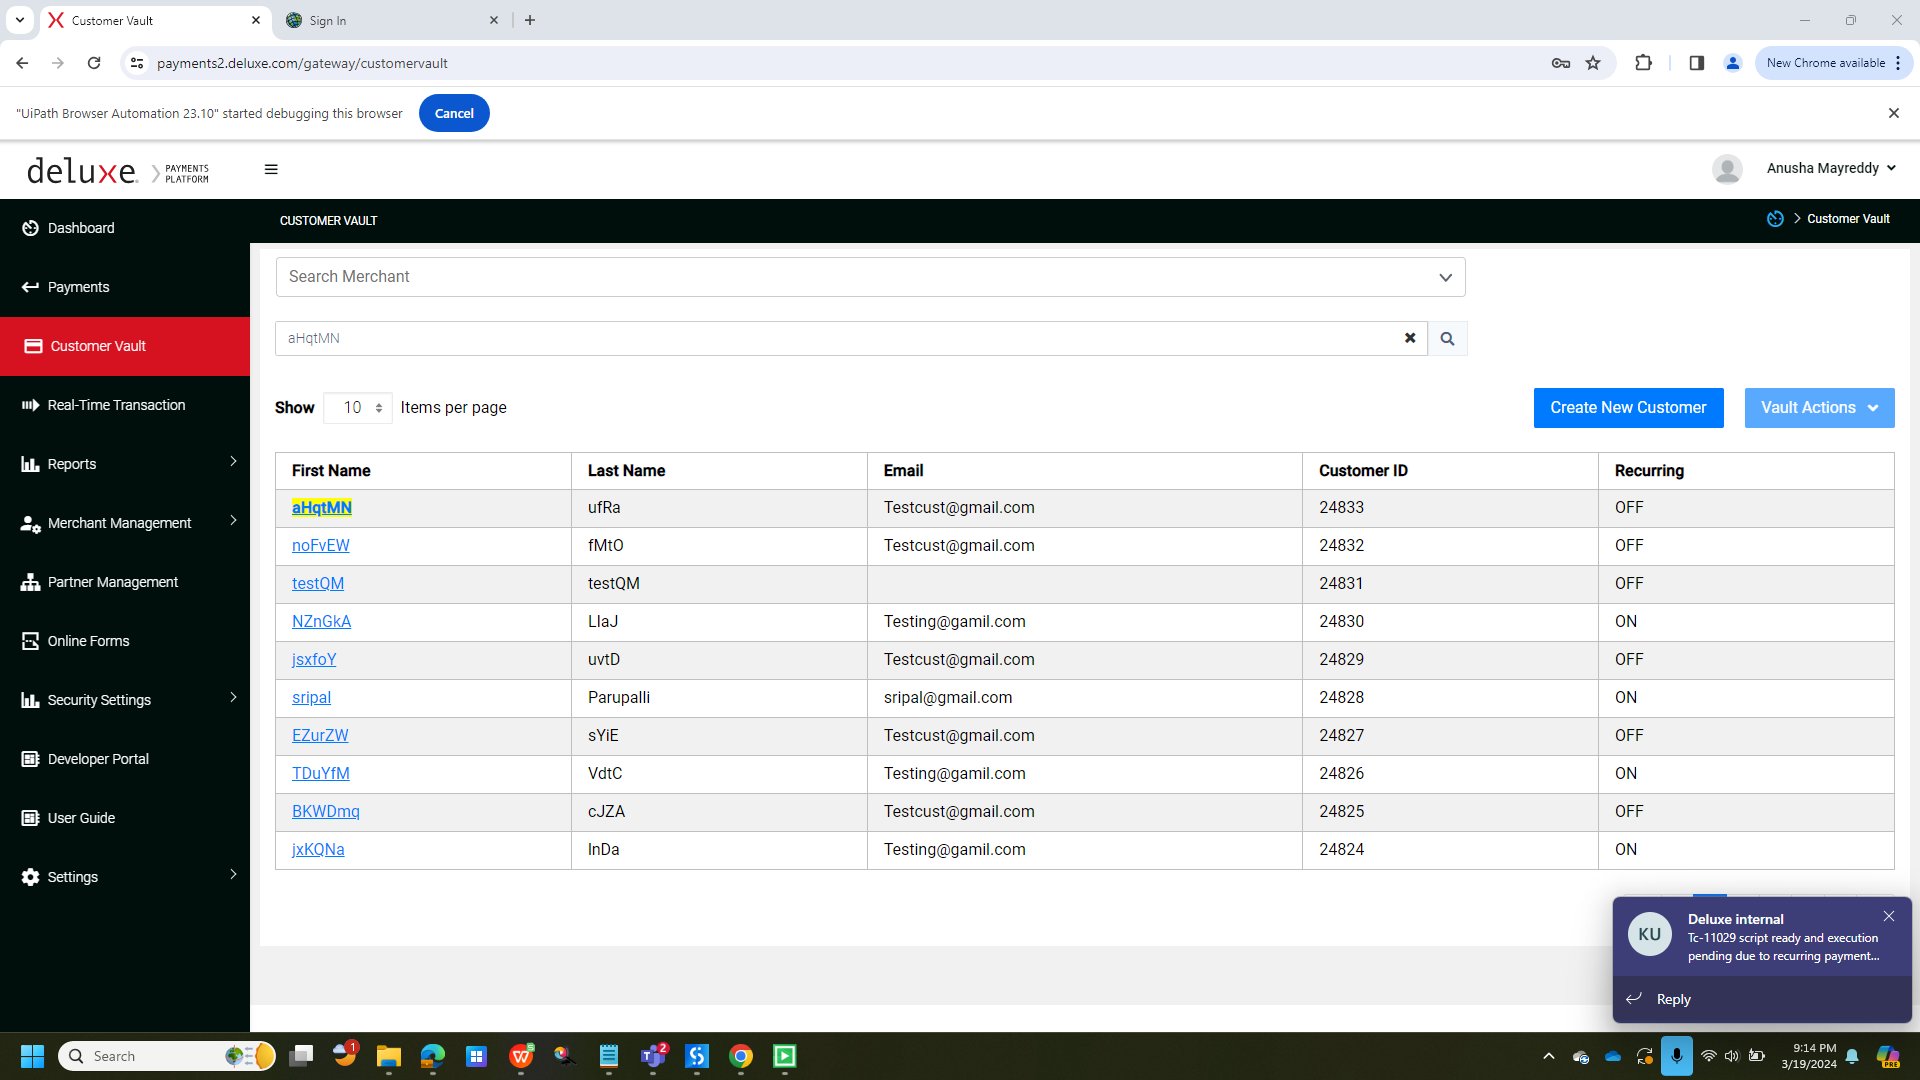 Customer Vault
Sign In
payments2.deluxe.com/gateway/customervault
New Chrome available
"UiPath Browser Automation 23.10" started debugging this browser
Cancel
deluxe. PAYMENTS
PLATFORM
Anusha Mayreddy
Dashboard
CUSTOMER VAULT
Customer Vault
Payments
Search Merchant
Customer Vault
aHqtMN
Real-Time Transaction
Show 10 Items per page
Create New Customer
Vault Actions
Reports
First Name Last Name Email Customer ID Recurring
aHqtMN ufRa Testcust@gmail.com 24833 OFF
Merchant Management
noFvEW fMtO Testcust@gmail.com 24832 OFF
Partner Management
testQM testQM 24831 OFF
NZnGkA LIaJ Testing@gamil.com 24830 ON
Online Forms
jsxfoY uvtD Testcust@gmail.com 24829 OFF
Security Settings
sripal Parupalli sripal@gmail.com 24828 ON
EZurZW sYiE Testcust@gmail.com 24827 OFF
Developer Portal
TDuYfM VdtC Testing@gamil.com 24826 ON
User Guide
BKWDmq cJZA Testcust@gmail.com 24825 OFF
jxKQNa InDa Testing@gamil.com 24824 ON
Settings
KU
Deluxe internal
Tc-11029 script ready and execution
pending due to recurring payment...
Reply
Search
1
2
9:14 PM
3/19/2024
PRE